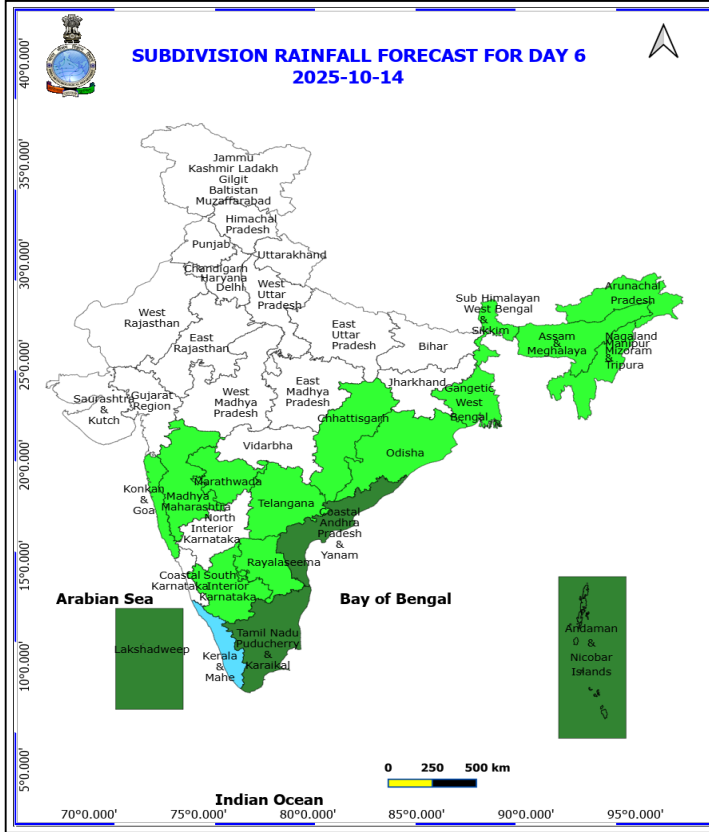 SUBDIVISION RAINFALL FORECAST FOR DAY 6
2025-10-14
40°0.000'
35°0.000'
30°0.000'
25°0.000'
20°0.000'
15°0.000'
10°0.000'
5°0.000'
Jammu
Kashmir Ladakh
Gilgit
Baltistan
Muzaffarabad
Himachal
Pradesh
Punjab
Uttarakhand
Chandigarh
Haryana
Delhi
West
Uttar
Pradesh
West
Rajasthan
East
Rajasthan
East
Uttar
Pradesh
Bihar
Sub Himalayan
West Bengal
&
Sikkim
Arunachal
Pradesh
Assam
&
Meghalaya
Nagaland
Manipur
Mizoram
&
Tripura
Saurashtra
&
Kutch
Gujarat
Region
West
Madhya
Pradesh
East
Madhya
Pradesh
Jharkhand
Gangetic
West
Bengal
Chhattisgarh
Odisha
Vidarbha
Konkan
&
Goa
Madhya
Maharashtra
Marathwada
Telangana
North
Interior
Karnataka
Coastal
Andhra
Pradesh
&
Yanam
Rayalaseema
Coastal
Karnataka
South
Interior
Karnataka
Arabian Sea
Bay of Bengal
Lakshadweep
Kerala
&
Mahe
Tamil Nadu
Puducherry
&
Karaikal
Andaman
&
Nicobar
Islands
0 250 500 km
Indian Ocean
70°0.000' 75°0.000' 80°0.000' 85°0.000' 90°0.000' 95°0.000'